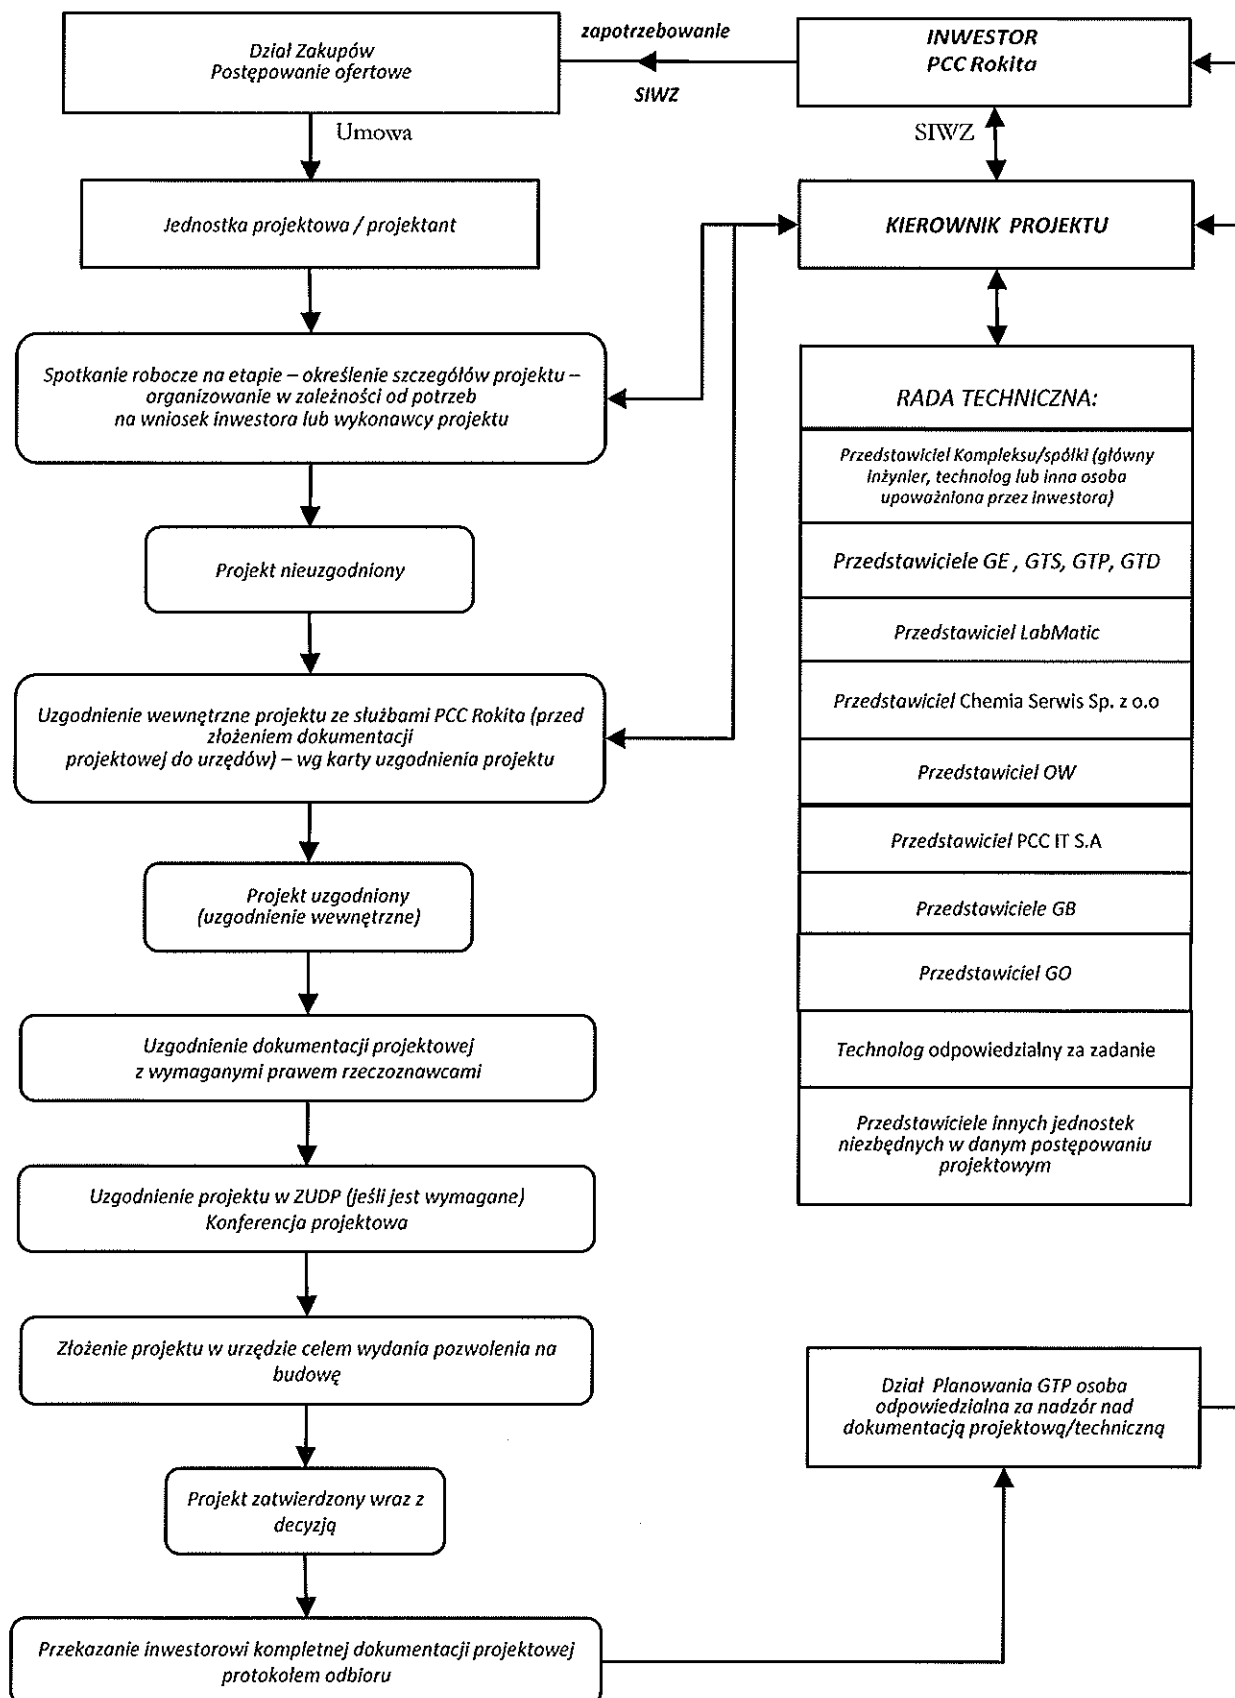 Dział Zakupów
Postępowanie ofertowe
zapotrzebowanie
SIWZ
INWESTOR
PCC Rokita
Umowa
SIWZ
Jednostka projektowa / projektant
KIEROWNIK PROJEKTU
Spotkanie robocze na etapie – określenie szczegółów projektu –
organizowanie w zależności od potrzeb
na wniosek inwestora lub wykonawcy projektu
Projekt nieuzgodniony
Uzgodnienie wewnętrzne projektu ze służbami PCC Rokita (przed
złożeniem dokumentacji
projektowej do urzędów) – wg karty uzgodnienia projektu
Projekt uzgodniony
(uzgodnienie wewnętrzne)
Uzgodnienie dokumentacji projektowej
z wymaganymi prawem rzeczoznawcami
Uzgodnienie projektu w ZUDP (jeśli jest wymagane)
Konferencja projektowa
Złożenie projektu w urzędzie celem wydania pozwolenia na
budowę
Projekt zatwierdzony wraz z
decyzją
Przekazanie inwestorowi kompletnej dokumentacji projektowej
protokołem odbioru
RADA TECHNICZNA:
Przedstawiciel Kompleksu/spółki (główny
inżynier, technolog lub inna osoba
upoważniona przez inwestora)
Przedstawiciele GE , GTS, GTP, GTD
Przedstawiciel LabMatic
Przedstawiciel Chemia Serwis Sp. z o.o
Przedstawiciel OW
Przedstawiciel PCC IT S.A
Przedstawiciele GB
Przedstawiciel GO
Technolog odpowiedzialny za zadanie
Przedstawiciele innych jednostek
niezbędnych w danym postępowaniu
projektowym
Dział Planowania GTP osoba
odpowiedzialna za nadzór nad
dokumentacją projektową/techniczną